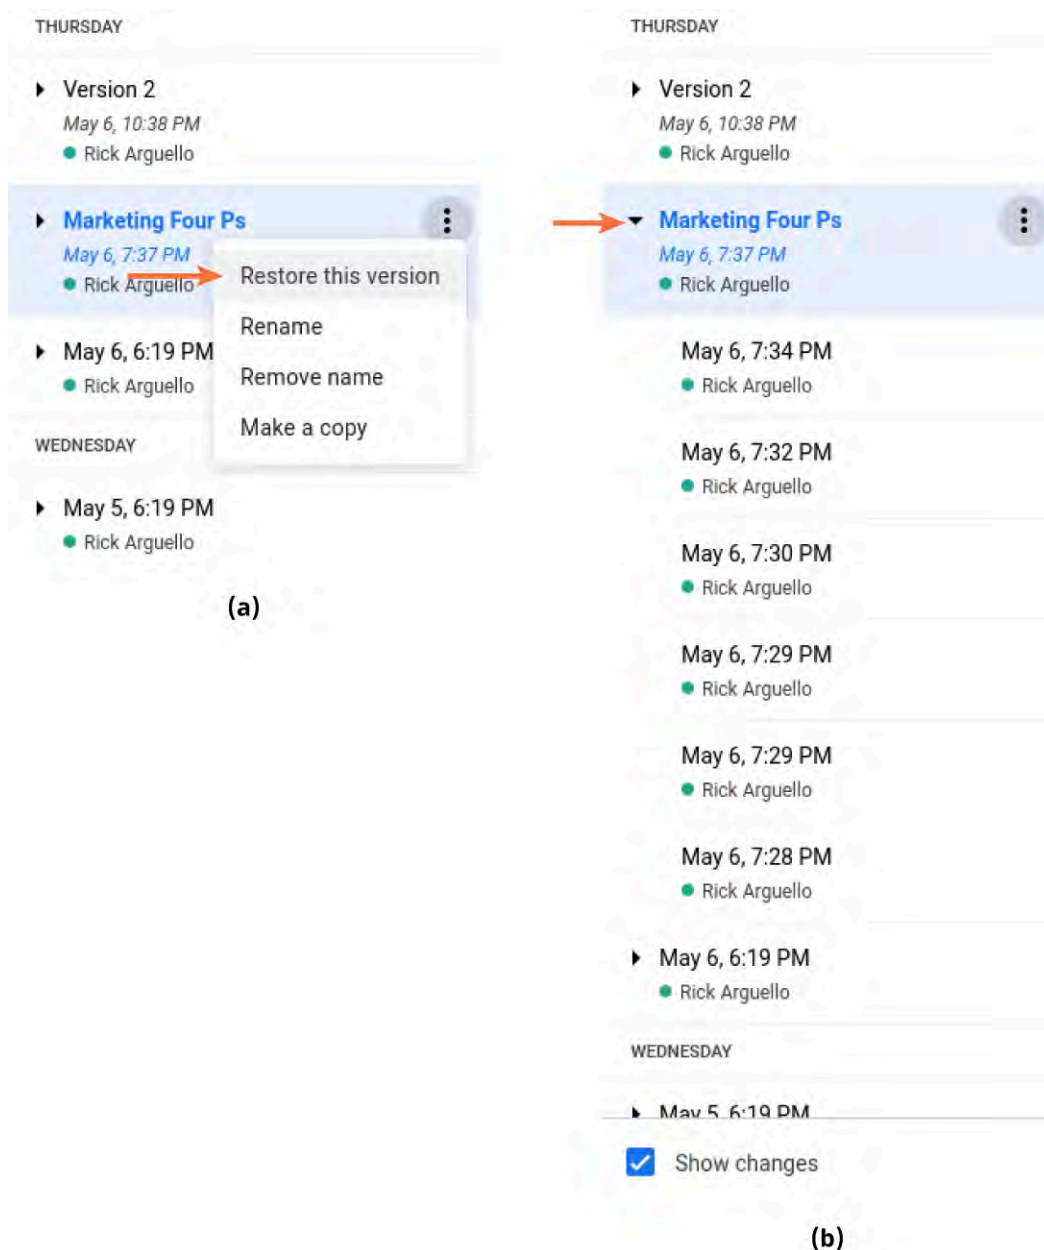 THURSDAY
Version 2
May 6, 10:38 PM
Rick Arguello
Marketing Four Ps
May 6, 7:37 PM
Rick Arguello
Restore this version
Rename
Remove name
Make a copy
May 6, 6:19 PM
Rick Arguello
WEDNESDAY
May 5, 6:19 PM
Rick Arguello
(a)
THURSDAY
Version 2
May 6, 10:38 PM
Rick Arguello
Marketing Four Ps
May 6, 7:37 PM
Rick Arguello
May 6, 7:34 PM
Rick Arguello
May 6, 7:32 PM
Rick Arguello
May 6, 7:30 PM
Rick Arguello
May 6, 7:29 PM
Rick Arguello
May 6, 7:29 PM
Rick Arguello
May 6, 7:28 PM
Rick Arguello
May 6, 6:19 PM
Rick Arguello
WEDNESDAY
May 5, 6:19 PM
Show changes
(b)